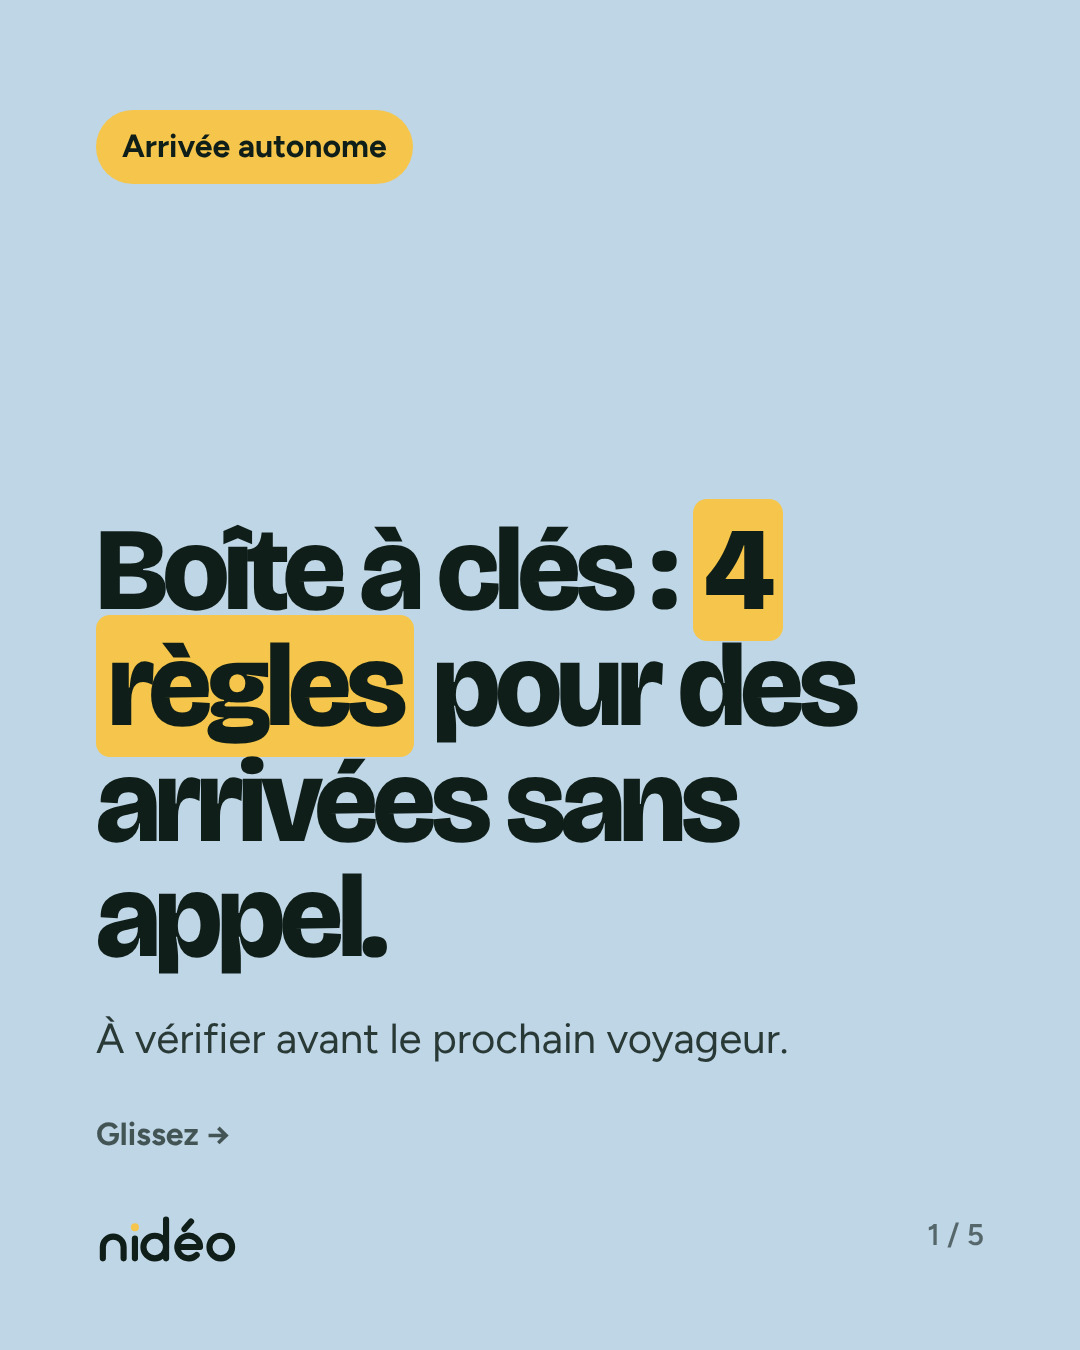 Arrivée autonome
Boîte à clés : 4
règles pour des
arrivées sans
appel.
À vérifier avant le prochain voyageur.
Glissez →
nidéo
1 / 5